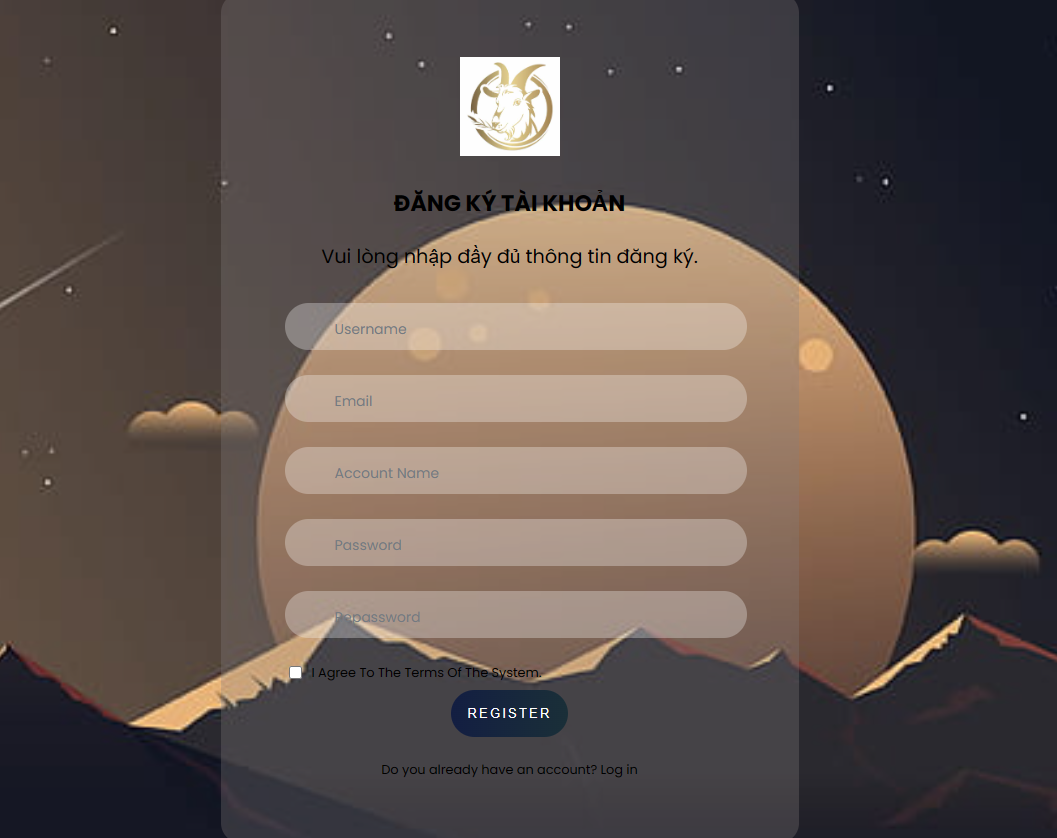 ĐĂNG KÝ TÀI KHOẢN
Vui lòng nhập đầy đủ thông tin đăng ký.
Username
Email
Account Name
Password
Repassword
I Agree To The Terms Of The System.
REGISTER
Do you already have an account? Log in